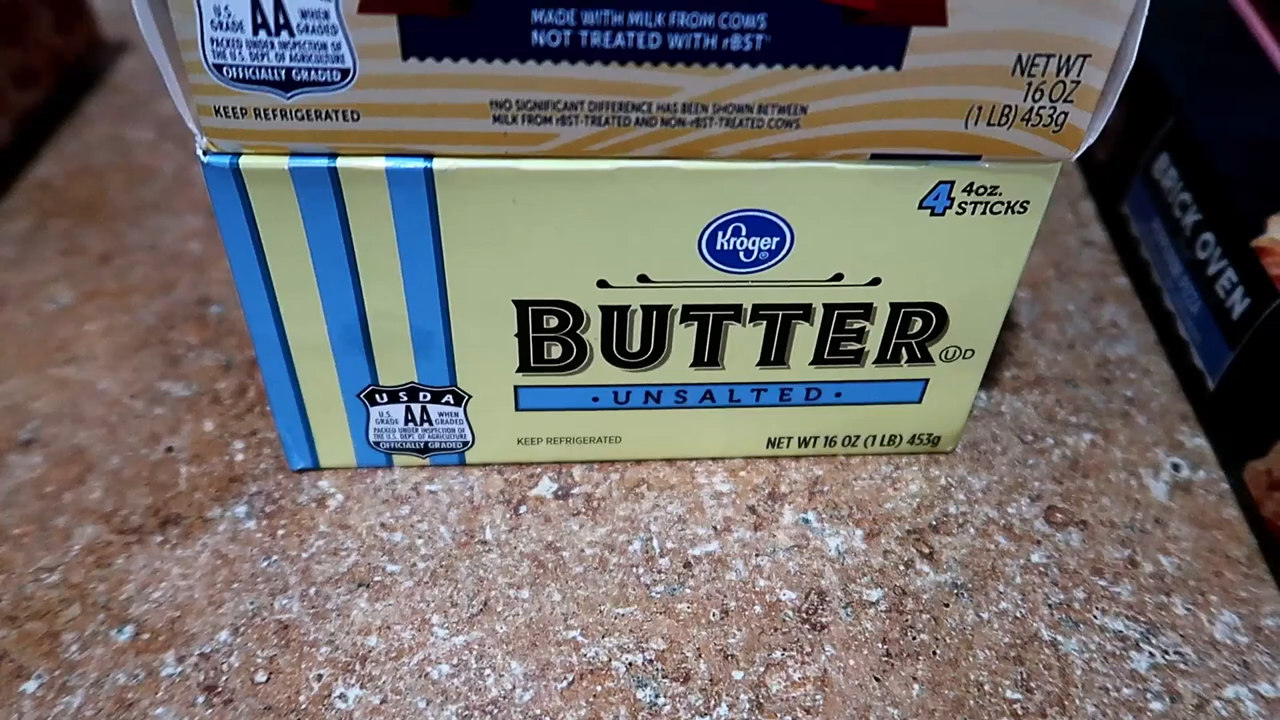 U.S. GRADE AA WHEN GRADED
PACKED UNDER INSPECTION OF
THE U.S. DEPT. OF AGRICULTURE
OFFICIALLY GRADED
KEEP REFRIGERATED
MADE WITH MILK FROM COWS
NOT TREATED WITH rBST*
*NO SIGNIFICANT DIFFERENCE HAS BEEN SHOWN BETWEEN
MILK FROM rBST-TREATED AND NON-rBST-TREATED COWS
NET WT
16 OZ
(1 LB) 453g
4 4oz.
STICKS
Kroger®
BUTTER UD
• UNSALTED •
USDA
U.S. GRADE AA WHEN GRADED
PACKED UNDER INSPECTION OF
THE U.S. DEPT. OF AGRICULTURE
OFFICIALLY GRADED
KEEP REFRIGERATED
NET WT 16 OZ (1 LB) 453g
BRICK OVEN